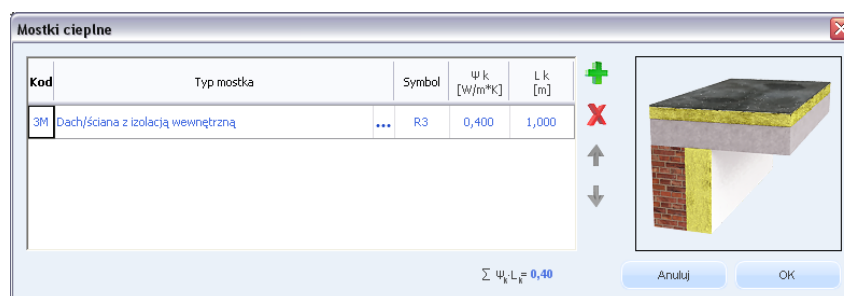 Mostki cieplne
Kod Typ mostka Symbol Ψ k [W/m*K] L k [m]
3M Dach/ściana z izolacją wewnętrzną ... R3 0,400 1,000
∑ Ψk·Lk= 0,40
Anuluj OK